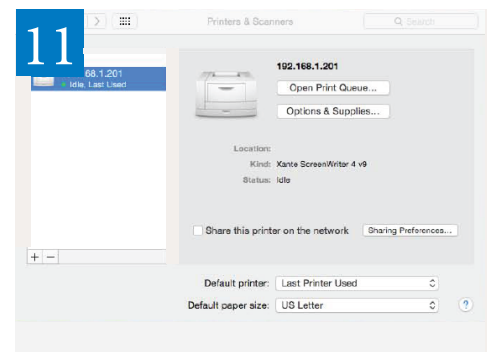 11
Printers & Scanners
Search
68.1.201
Idle, Last Used
192.168.1.201
Open Print Queue...
Options & Supplies...
Location:
Kind: Xante ScreenWriter 4 v9
Status: Idle
Share this printer on the network
Sharing Preferences...
+ −
Default printer: Last Printer Used
Default paper size: US Letter
?